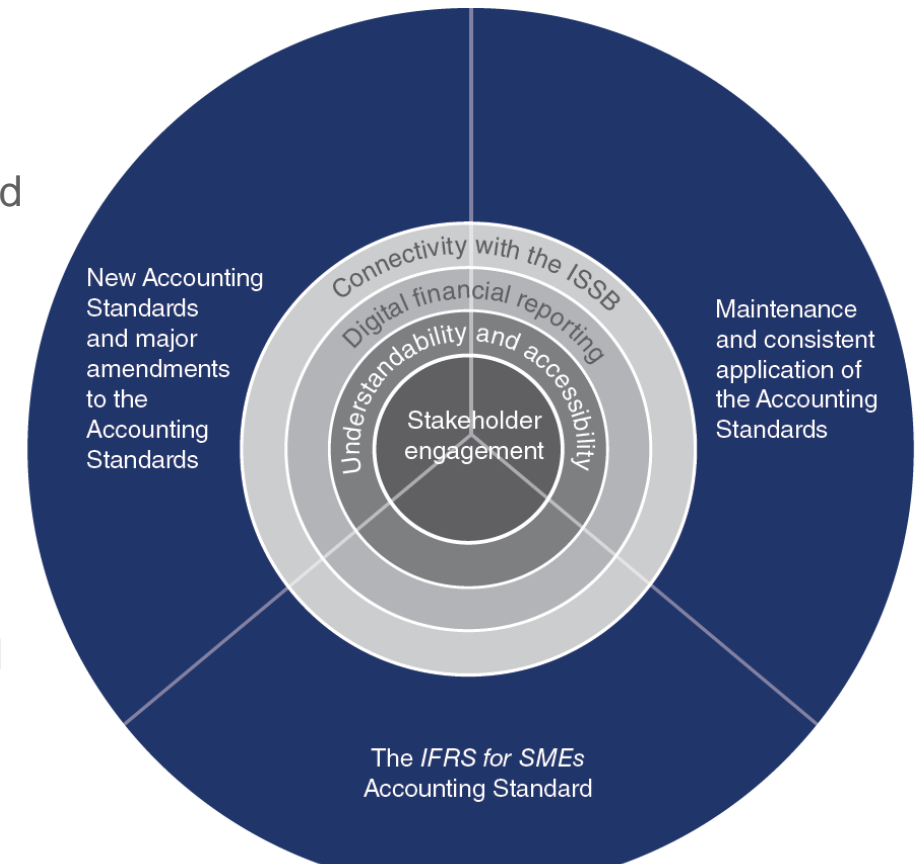 d
Connectivity with the ISSB
Digital financial reporting
Understandability and accessibility
Stakeholder
engagement
New Accounting
Standards
and major
amendments
to the
Accounting
Standards
Maintenance
and consistent
application of
the Accounting
Standards
The IFRS for SMEs
Accounting Standard